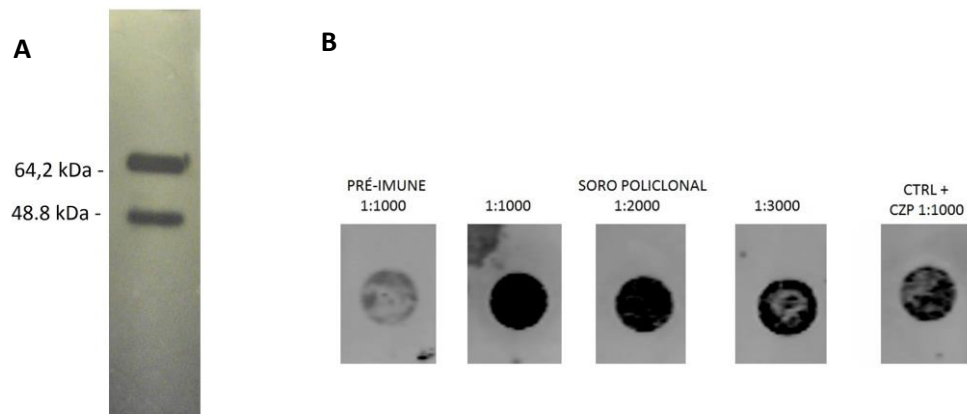 A
B
64,2 kDa -
48.8 kDa -
PRÉ-IMUNE
1:1000
SORO POLICLONAL
1:1000
1:2000
1:3000
CTRL +
CZP 1:1000